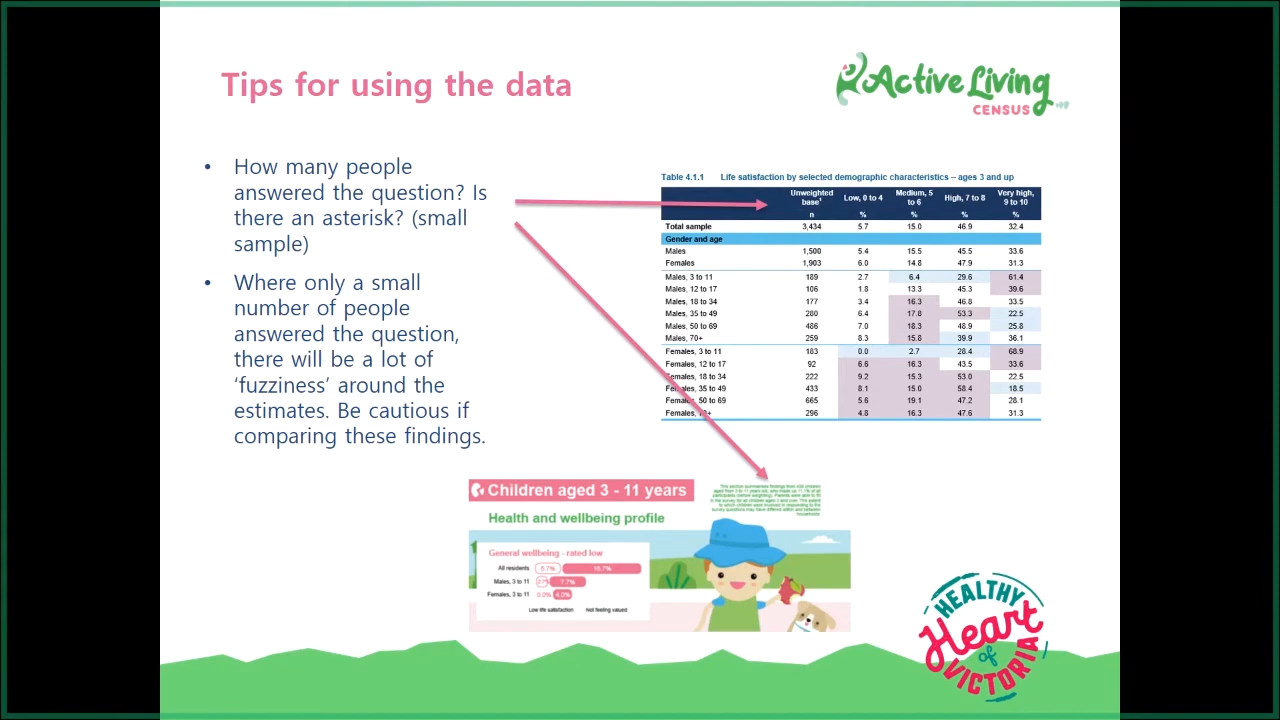 Tips for using the data
Active Living
CENSUS
• How many people
answered the question? Is
there an asterisk? (small
sample)
• Where only a small
number of people
answered the question,
there will be a lot of
‘fuzziness’ around the
estimates. Be cautious if
comparing these findings.
Table 4.1.1 Life satisfaction by selected demographic characteristics – ages 3 and up
Unweighted base¹ Low, 0 to 4 Medium, 5 to 6 High, 7 to 8 Very high, 9 to 10
n % % % %
Total sample 3,434 5.7 15.0 46.9 32.4
Gender and age
Males 1,500 5.4 15.5 45.5 33.6
Females 1,903 6.0 14.8 47.9 31.3
Males, 3 to 11 189 2.7 6.4 29.6 61.4
Males, 12 to 17 106 1.8 13.3 45.3 39.6
Males, 18 to 34 177 3.4 16.3 46.8 33.5
Males, 35 to 49 280 6.4 17.8 53.3 22.5
Males, 50 to 69 486 7.0 18.3 48.9 25.8
Males, 70+ 259 8.3 15.8 39.9 36.1
Females, 3 to 11 183 0.0 2.7 28.4 68.9
Females, 12 to 17 92 6.6 16.3 43.5 33.6
Females, 18 to 34 222 9.2 15.3 53.0 22.5
Females, 35 to 49 433 8.1 15.0 58.4 18.5
Females, 50 to 69 665 5.6 19.1 47.2 28.1
Females, 70+ 296 4.8 16.3 47.6 31.3
Children aged 3 - 11 years
Health and wellbeing profile
General wellbeing - rated low
All residents 5.7% 16.7%
Males, 3 to 11 2.7% 7.7%
Females, 3 to 11 0.0% 4.0%
Low life satisfaction Not feeling valued
HEALTHY
Heart
of
VICTORIA